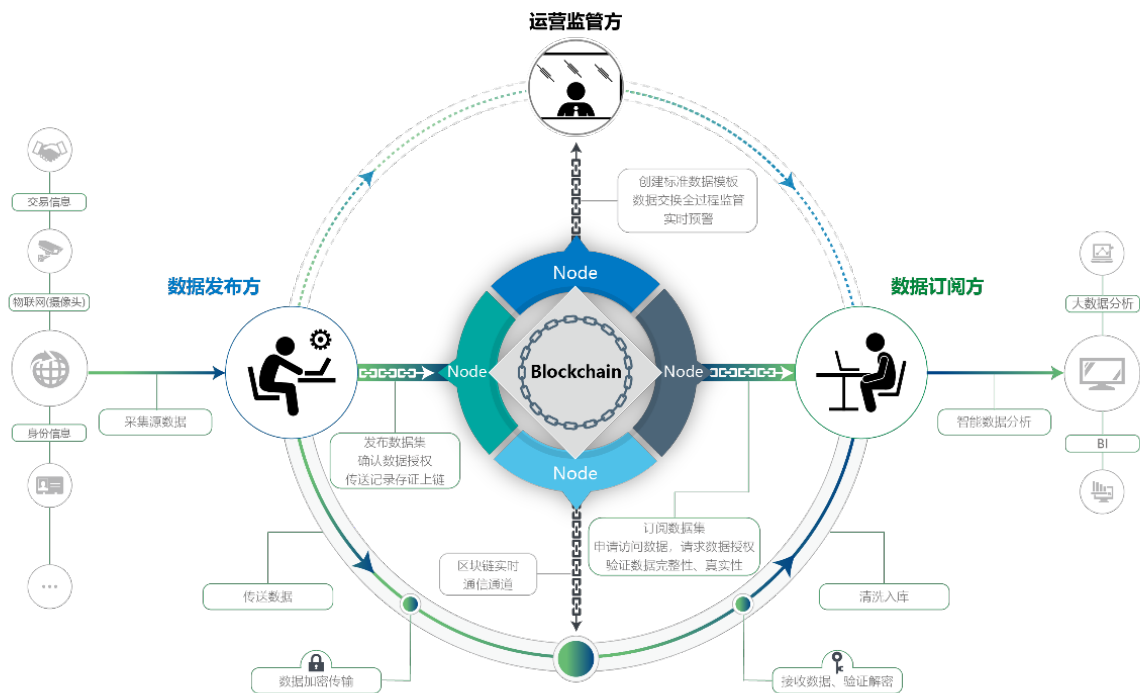 运营监管方
创建标准数据模板
数据交换全过程监管
实时预警
交易信息
物联网(摄像头)
身份信息
...
采集源数据
数据发布方
发布数据集
确认数据授权
传送记录存证上链
Node
Node
Node
Node
Blockchain
数据订阅方
订阅数据集
申请访问数据，请求数据授权
验证数据完整性、真实性
区块链实时
通信通道
大数据分析
智能数据分析
BI
传送数据
清洗入库
数据加密传输
接收数据、验证解密